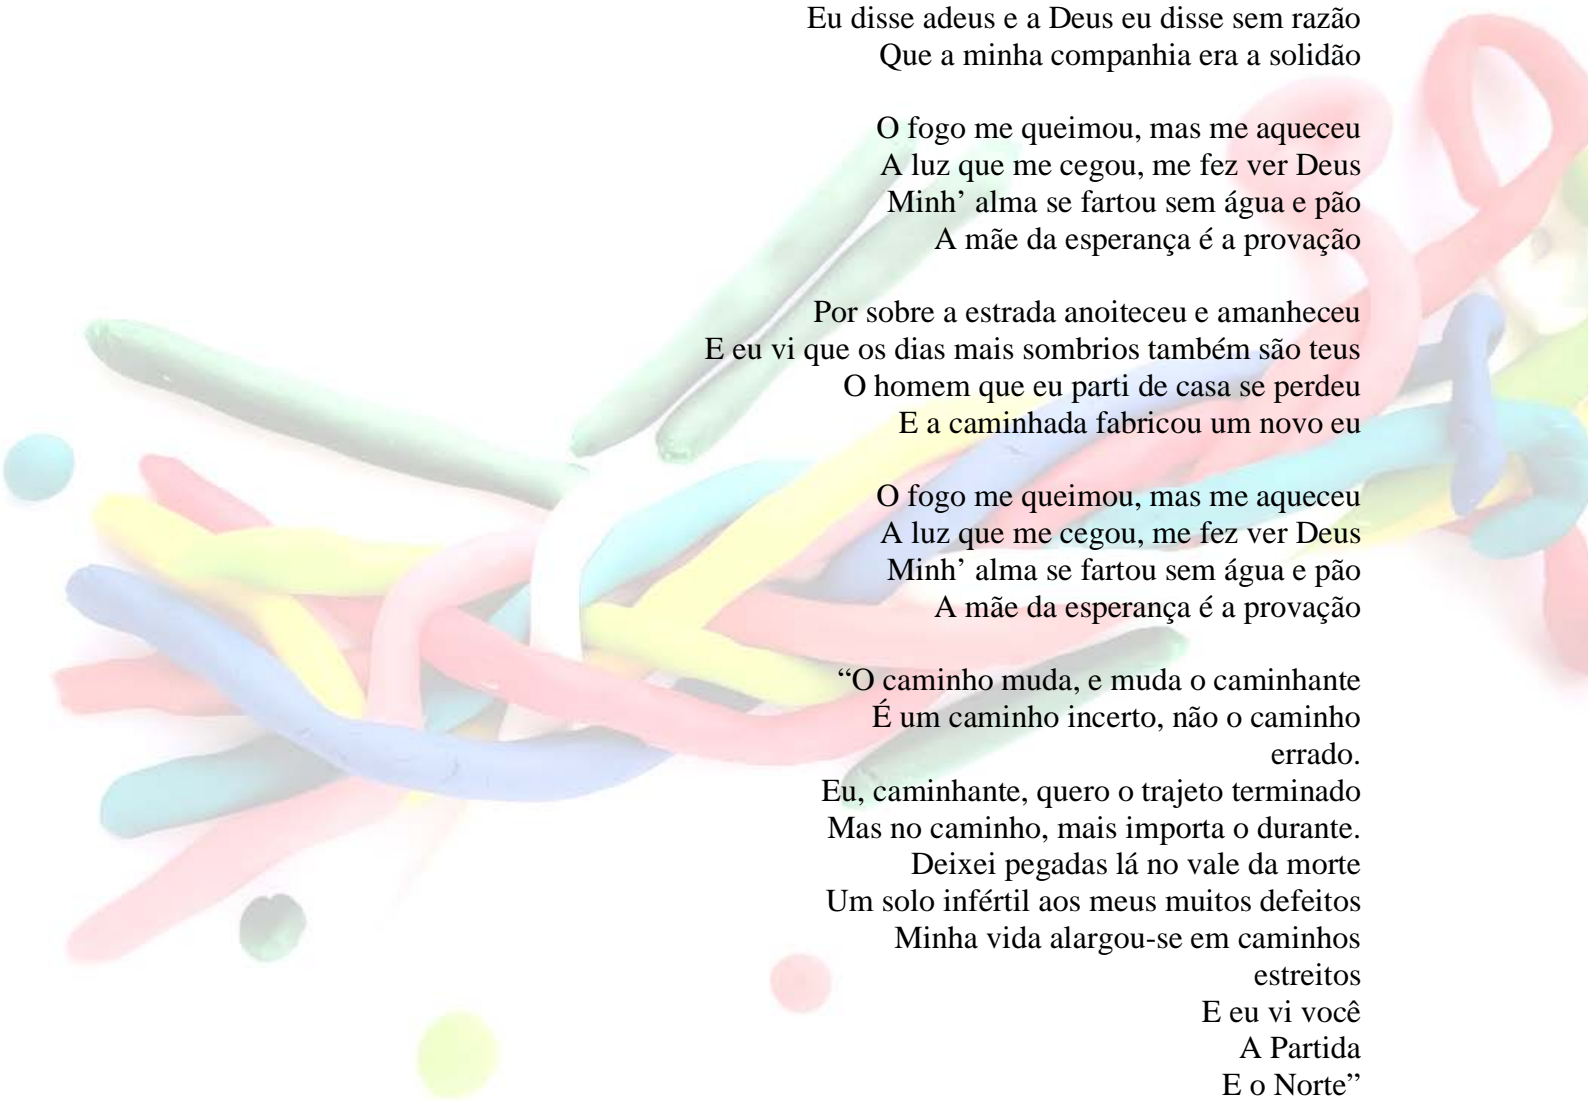 Eu disse adeus e a Deus eu disse sem razão
Que a minha companhia era a solidão
O fogo me queimou, mas me aqueceu
A luz que me cegou, me fez ver Deus
Minh’ alma se fartou sem água e pão
A mãe da esperança é a provação
Por sobre a estrada anoiteceu e amanheceu
E eu vi que os dias mais sombrios também são teus
O homem que eu parti de casa se perdeu
E a caminhada fabricou um novo eu
O fogo me queimou, mas me aqueceu
A luz que me cegou, me fez ver Deus
Minh’ alma se fartou sem água e pão
A mãe da esperança é a provação
“O caminho muda, e muda o caminhante
É um caminho incerto, não o caminho
errado.
Eu, caminhante, quero o trajeto terminado
Mas no caminho, mais importa o durante.
Deixei pegadas lá no vale da morte
Um solo infértil aos meus muitos defeitos
Minha vida alargou-se em caminhos
estreitos
E eu vi você
A Partida
E o Norte”